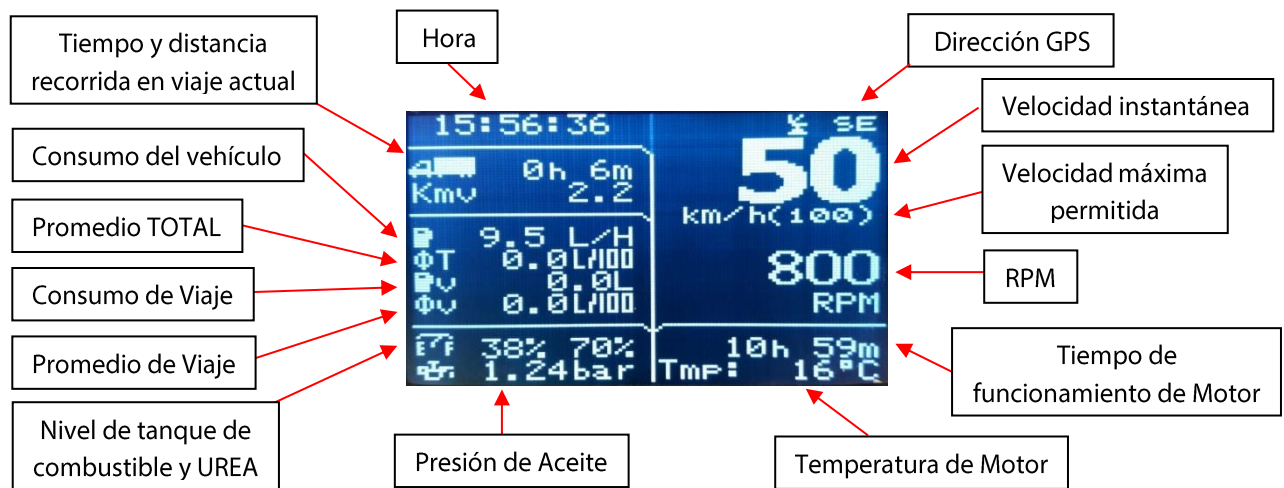 Tiempo y distancia
recorrida en viaje actual
Hora
Dirección GPS
Consumo del vehículo
Velocidad instantánea
Promedio TOTAL
Velocidad máxima
permitida
Consumo de Viaje
RPM
Promedio de Viaje
Tiempo de
funcionamiento de Motor
Nivel de tanque de
combustible y UREA
Presión de Aceite
Temperatura de Motor
15:56:36
SE
0h 6m
Kmv 2.2
50
km/h(100)
9.5 L/H
ΦT 0.0L/100
v 0.0L
Φv 0.0L/100
800
RPM
E F 38% 70%
1.24bar
10h 59m
Tmp: 16°C